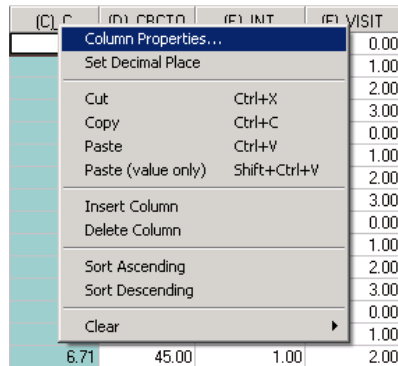 (C) C (D) CRCTO (E) INT (F) VISIT
Column Properties... 0.00
Set Decimal Place 1.00
2.00
Cut Ctrl+X 3.00
Copy Ctrl+C 0.00
Paste Ctrl+V 1.00
Paste (value only) Shift+Ctrl+V 2.00
3.00
Insert Column 0.00
Delete Column 1.00
Sort Ascending 2.00
Sort Descending 3.00
0.00
Clear 1.00
6.71 45.00 1.00 2.00